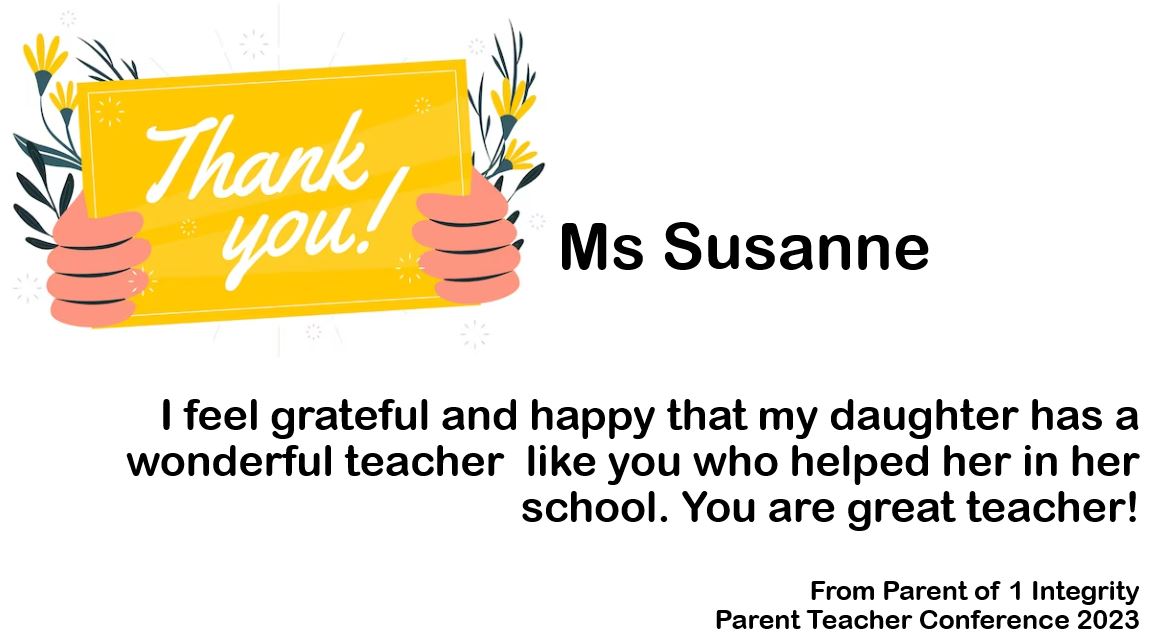 Thank
you!
Ms Susanne
I feel grateful and happy that my daughter has a
wonderful teacher  like you who helped her in her
school. You are great teacher!
From Parent of 1 Integrity
Parent Teacher Conference 2023